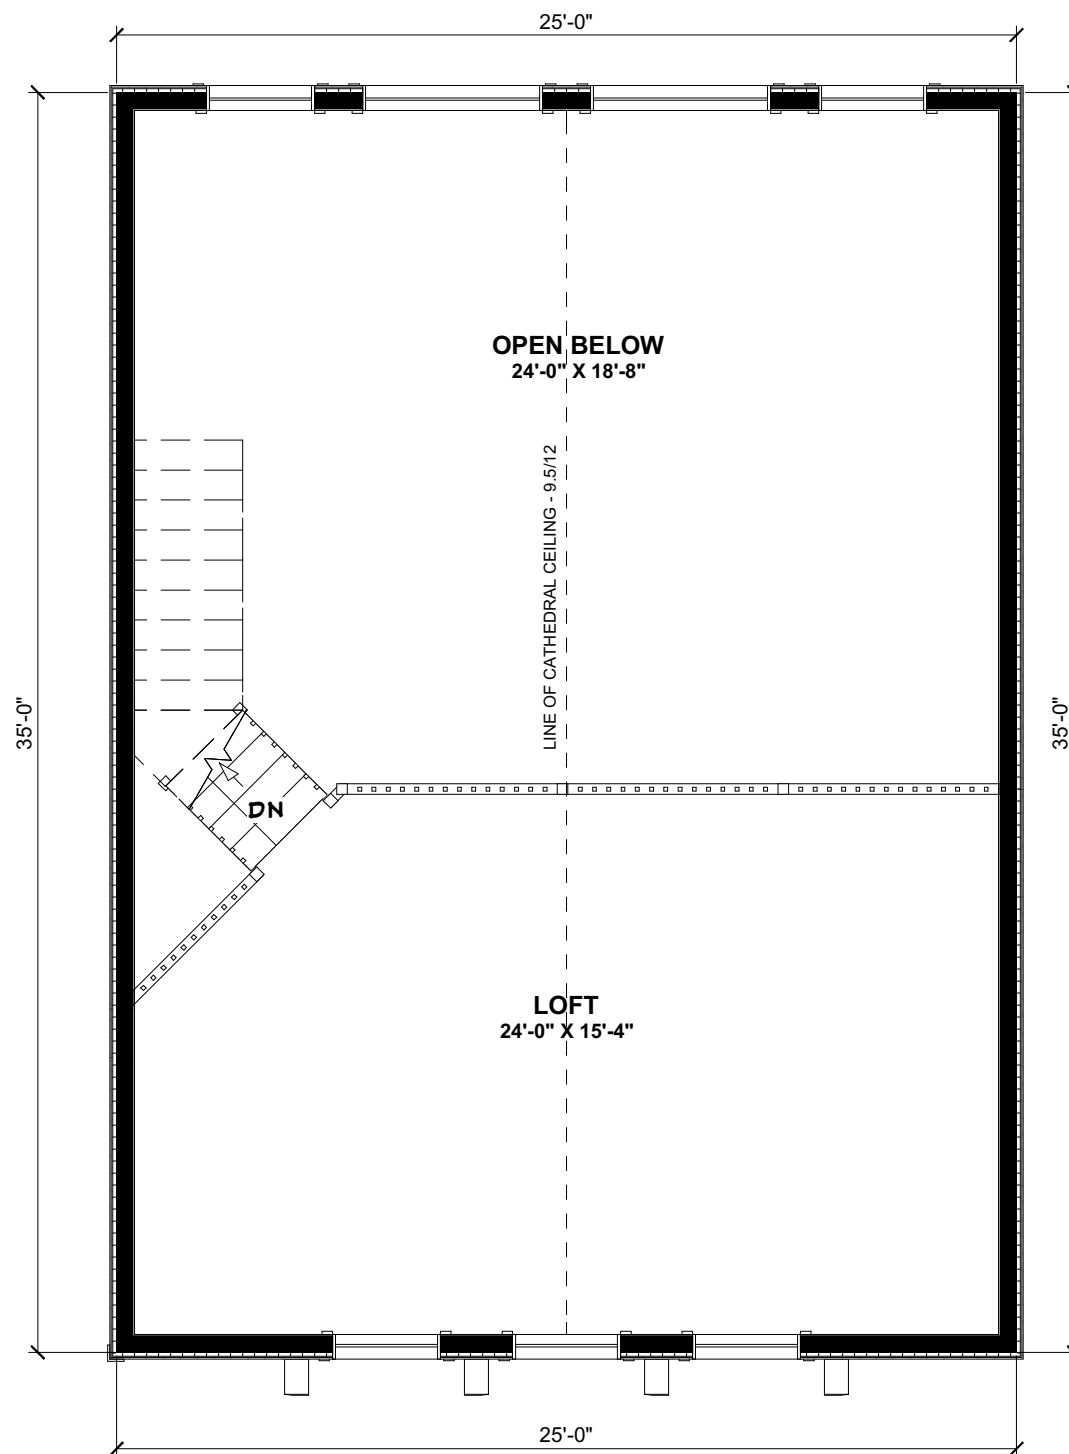 25'-0"
OPEN BELOW
24'-0" X 18'-8"
LINE OF CATHEDRAL CEILING - 9.5/12
35'-0"
35'-0"
DN
LOFT
24'-0" X 15'-4"
25'-0"